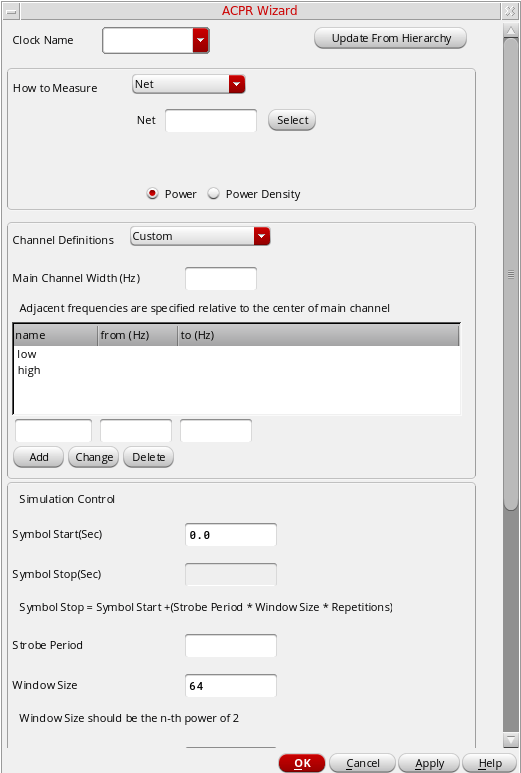 ACPR Wizard
Clock Name Update From Hierarchy
How to Measure Net
Net Select
Power Power Density
Channel Definitions Custom
Main Channel Width (Hz)
Adjacent frequencies are specified relative to the center of main channel
name from (Hz) to (Hz)
low
high
Add Change Delete
Simulation Control
Symbol Start(Sec) 0.0
Symbol Stop(Sec)
Symbol Stop = Symbol Start +(Strobe Period * Window Size * Repetitions)
Strobe Period
Window Size 64
Window Size should be the n-th power of 2
OK Cancel Apply Help